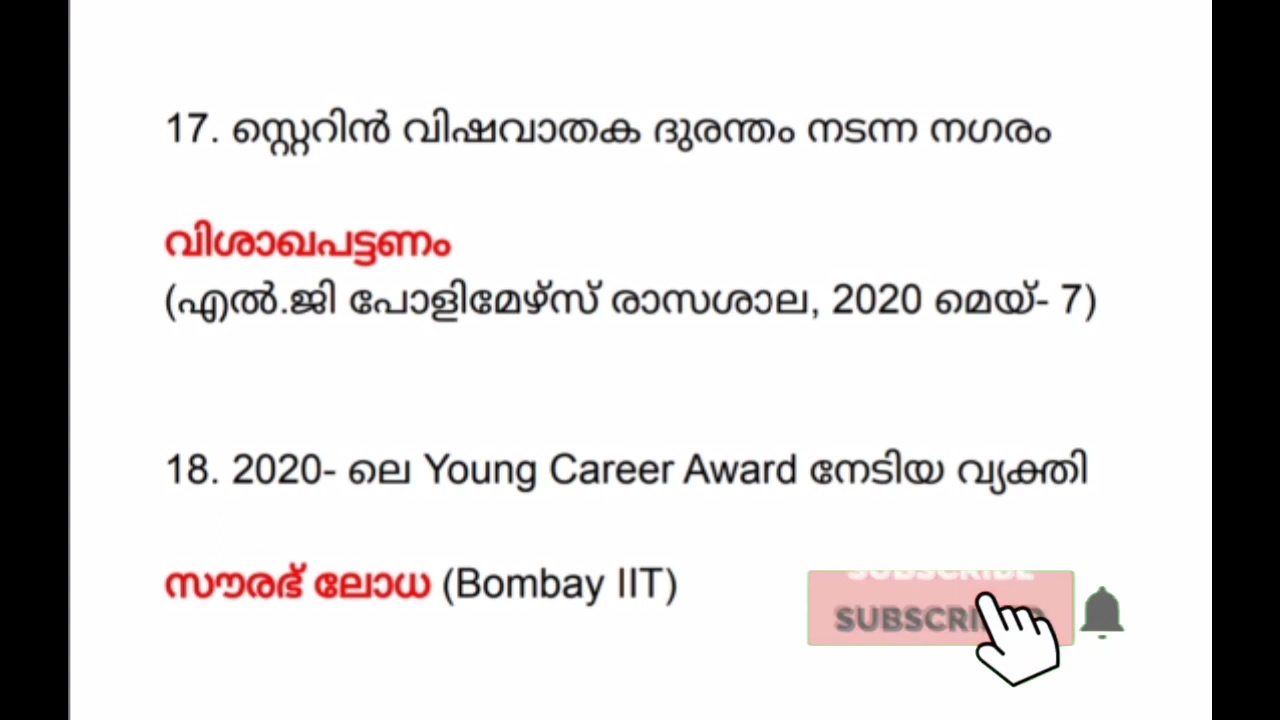 17. സ്റ്റെറിൻ വിഷവാതക ദുരന്തം നടന്ന നഗരം
വിശാഖപട്ടണം
(എൽ.ജി പോളിമേഴ്സ് രാസശാല, 2020 മെയ്- 7)
18. 2020- ലെ Young Career Award നേടിയ വ്യക്തി
സൗരഭ് ലോധ (Bombay IIT)
SUBSCRIBE